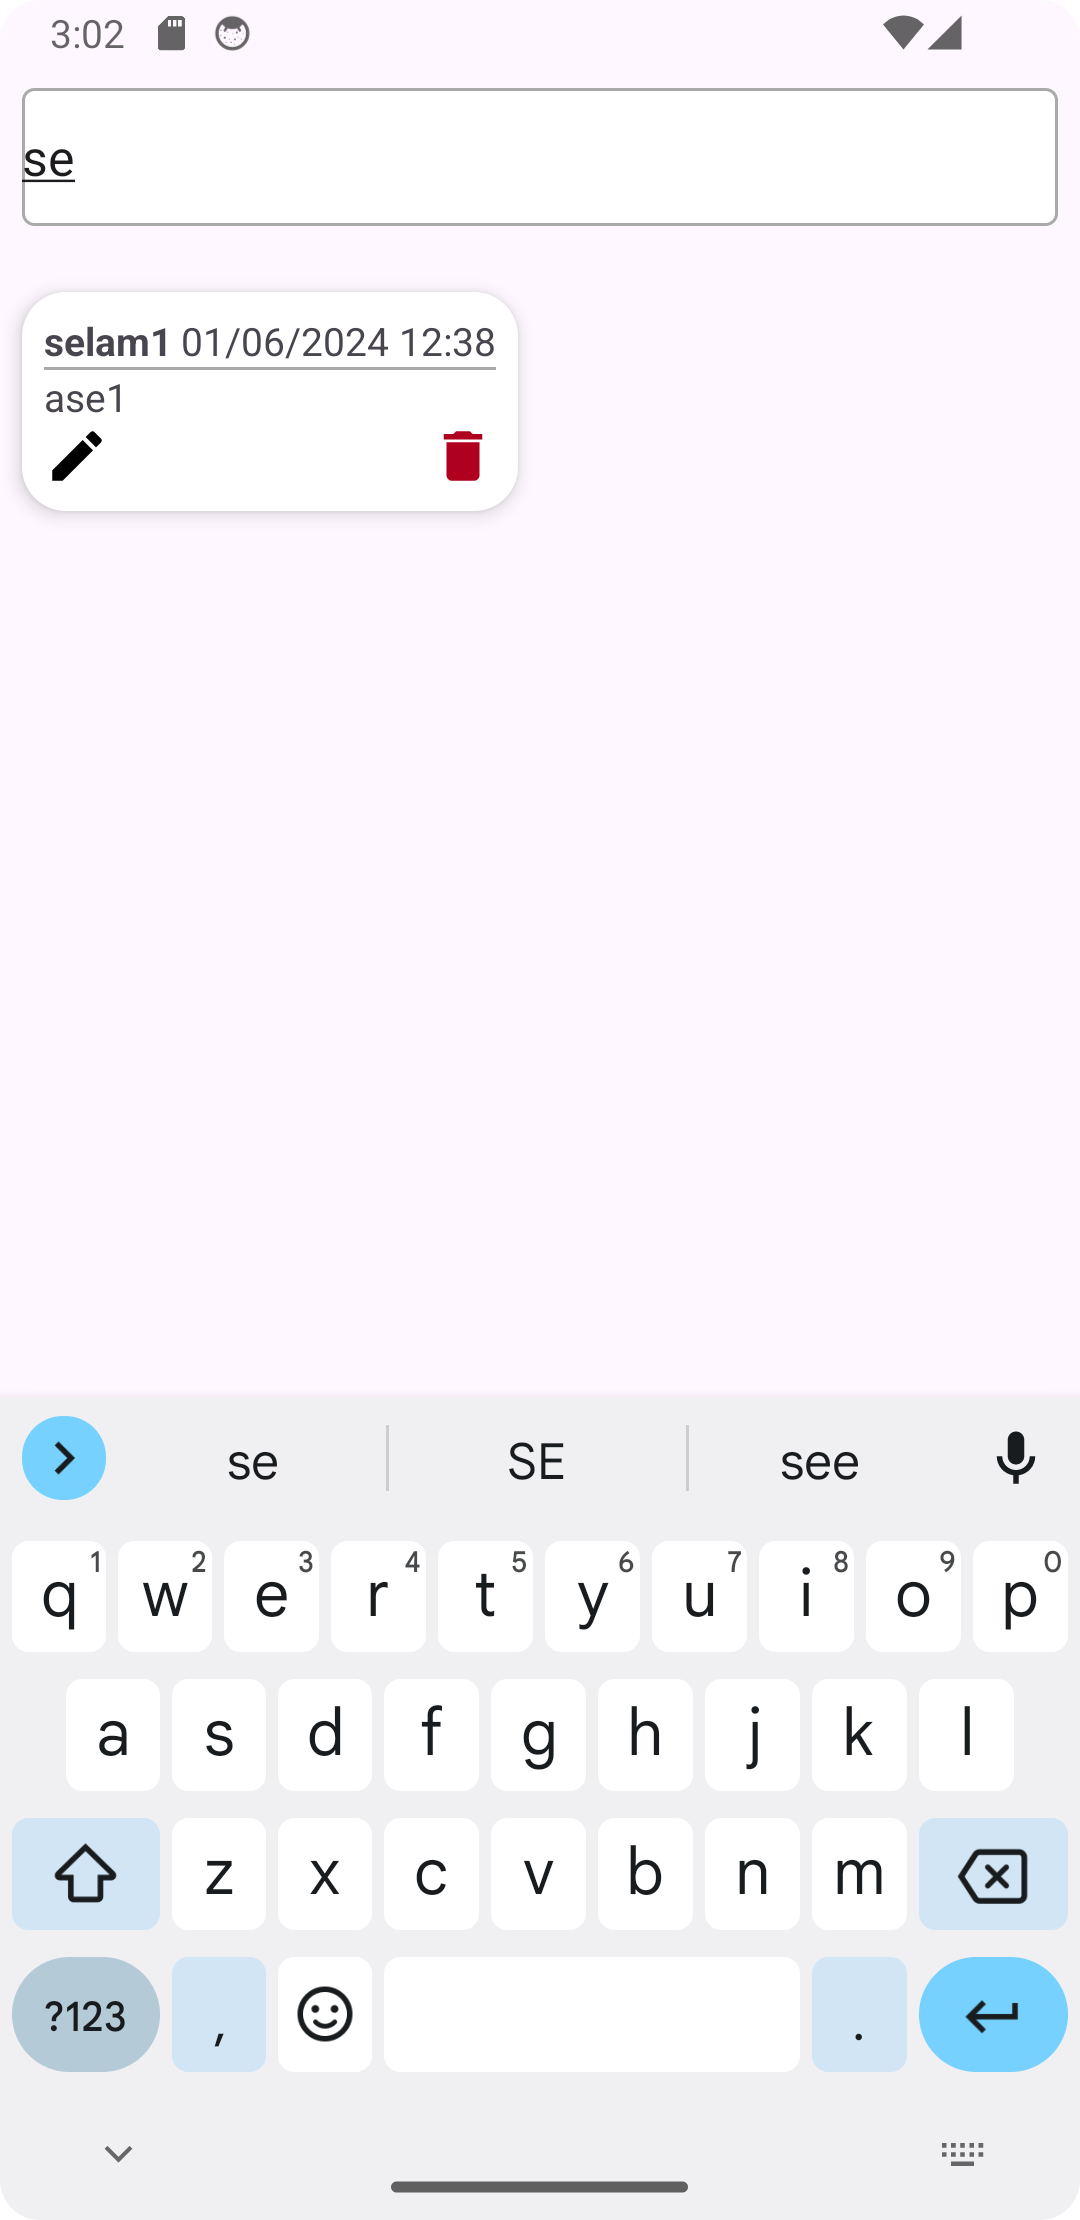 3:02
se
selam1 01/06/2024 12:38
ase1
se SE see
q 1 w 2 e 3 r 4 t 5 y 6 u 7 i 8 o 9 p 0
a s d f g h j k l
z x c v b n m
?123 , .